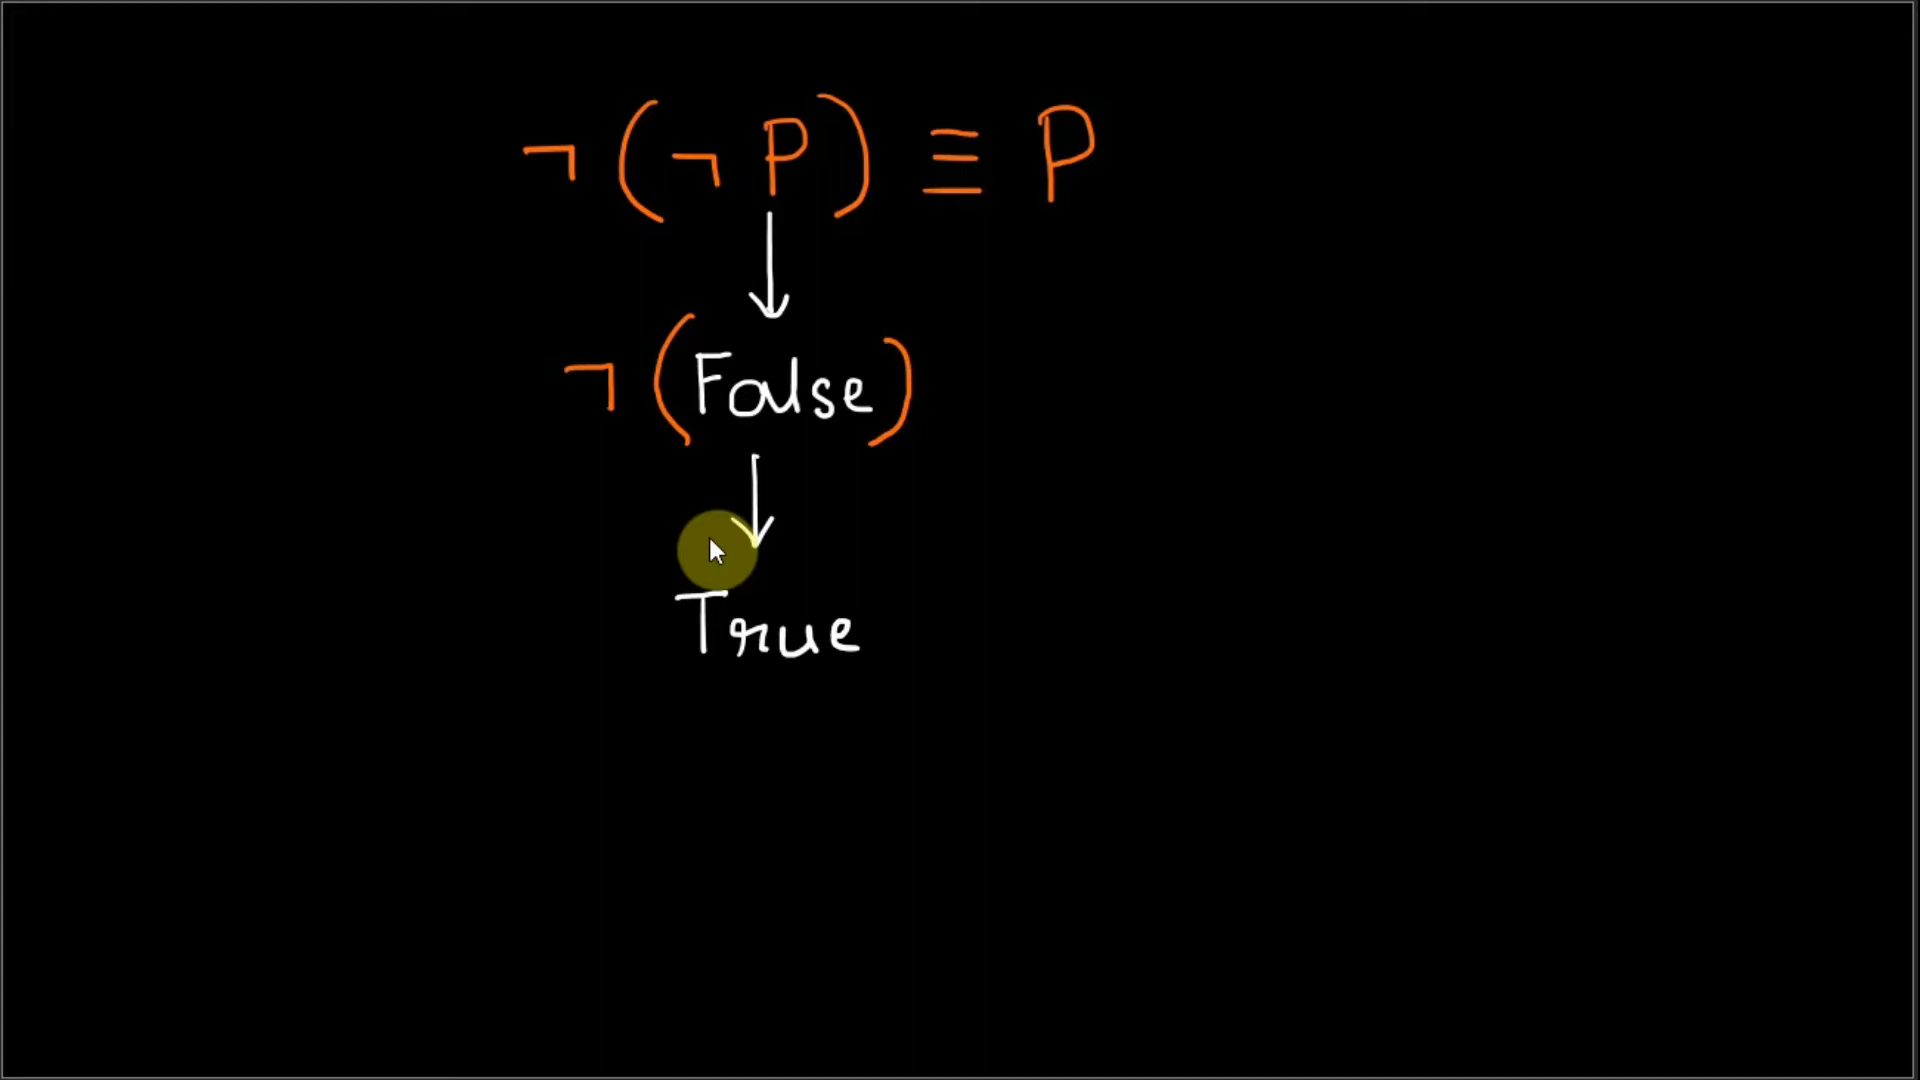 ¬(¬P) ≡ P
¬(False)
True